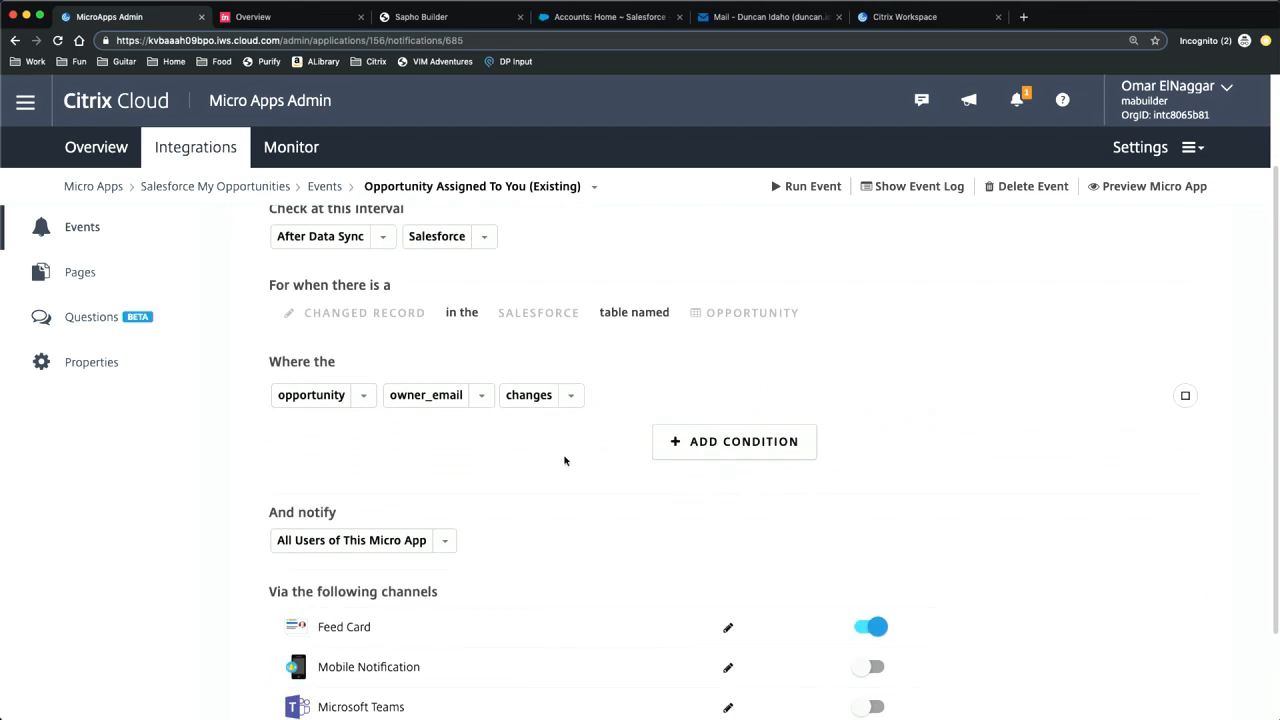 MicroApps Admin
Overview
Sapho Builder
Accounts: Home ~ Salesforce
Mail - Duncan Idaho (duncan.i
Citrix Workspace
https://kvbaaah09bpo.iws.cloud.com/admin/applications/156/notifications/685
Incognito (2)
Work
Fun
Guitar
Home
Food
Purify
ALibrary
Citrix
VIM Adventures
DP Input
Citrix Cloud
Micro Apps Admin
1
Omar ElNaggar
mabuilder
OrgID: intc8065b81
Overview
Integrations
Monitor
Settings
Micro Apps > Salesforce My Opportunities > Events > Opportunity Assigned To You (Existing)
Run Event
Show Event Log
Delete Event
Preview Micro App
Events
Pages
Questions BETA
Properties
Check at this interval
After Data Sync Salesforce
For when there is a
CHANGED RECORD in the SALESFORCE table named OPPORTUNITY
Where the
opportunity owner_email changes
+ ADD CONDITION
And notify
All Users of This Micro App
Via the following channels
Feed Card
Mobile Notification
Microsoft Teams